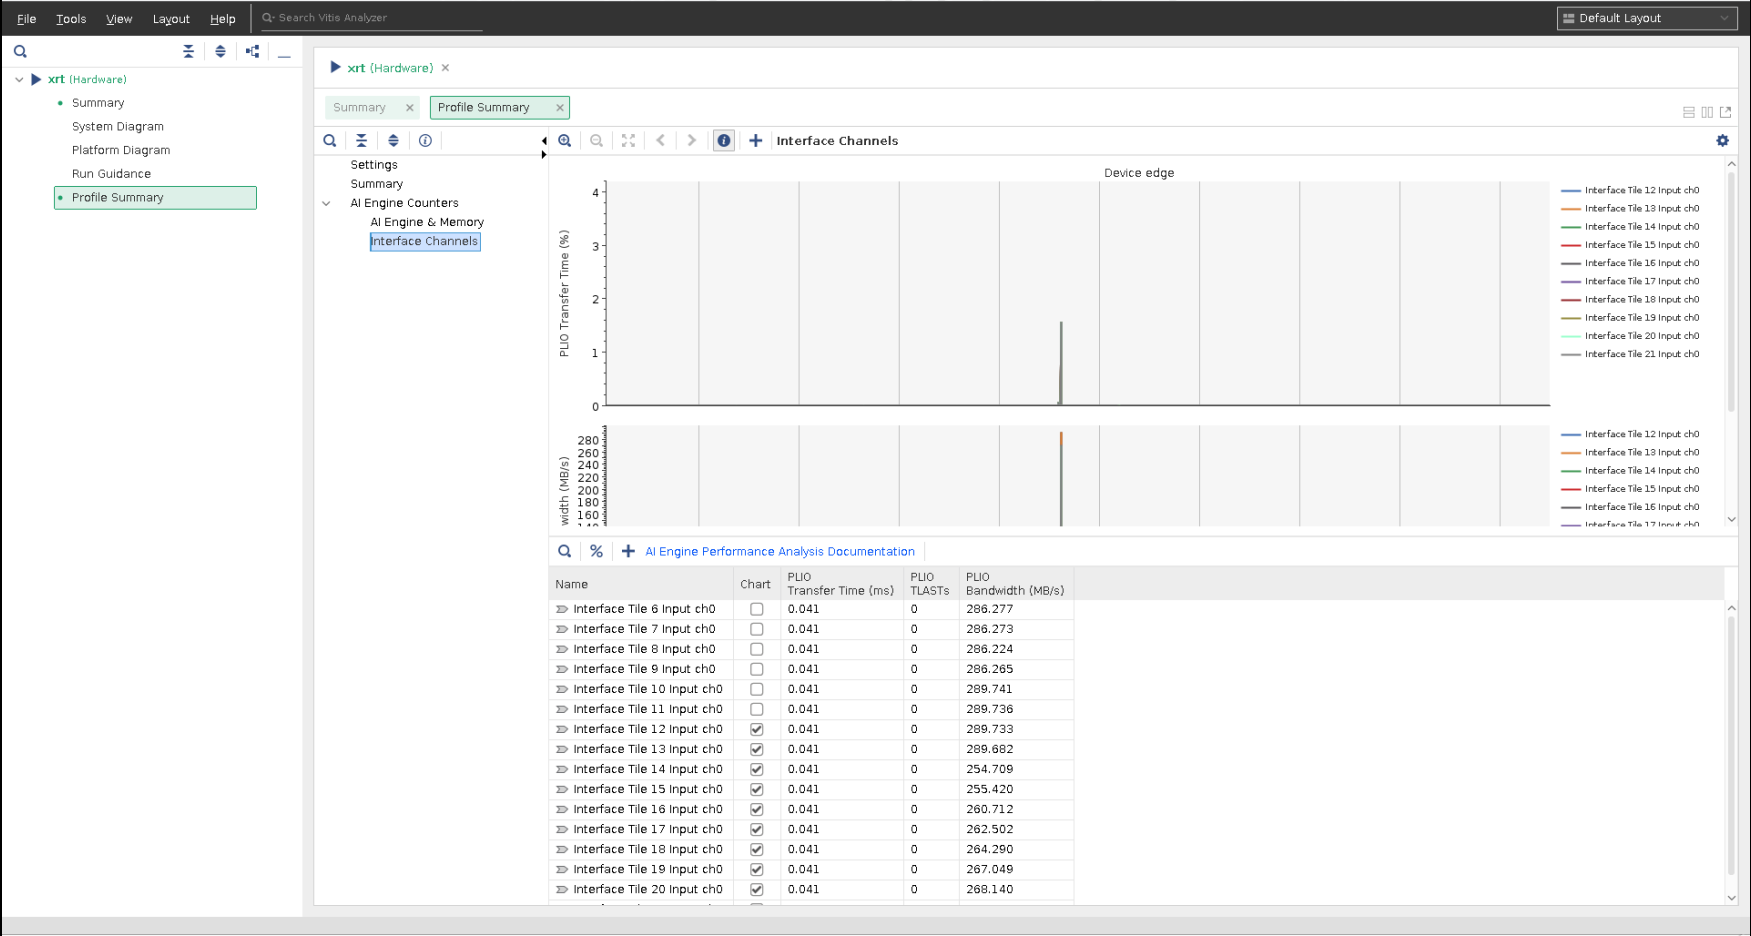 File Tools View Layout Help Search Vitis Analyzer Default Layout
xrt (Hardware)
Summary
System Diagram
Platform Diagram
Run Guidance
Profile Summary
xrt (Hardware)
Summary Profile Summary
Interface Channels
Settings
Summary
AI Engine Counters
AI Engine & Memory
Interface Channels
Device edge
PLIO Transfer Time (%)
4
3
2
1
0
Interface Tile 12 Input ch0
Interface Tile 13 Input ch0
Interface Tile 14 Input ch0
Interface Tile 15 Input ch0
Interface Tile 16 Input ch0
Interface Tile 17 Input ch0
Interface Tile 18 Input ch0
Interface Tile 19 Input ch0
Interface Tile 20 Input ch0
Interface Tile 21 Input ch0
width (MB/s)
280
260
240
220
200
180
160
140
Interface Tile 12 Input ch0
Interface Tile 13 Input ch0
Interface Tile 14 Input ch0
Interface Tile 15 Input ch0
Interface Tile 16 Input ch0
Interface Tile 17 Input ch0
% AI Engine Performance Analysis Documentation
Name Chart PLIO Transfer Time (ms) PLIO TLASTs PLIO Bandwidth (MB/s)
Interface Tile 6 Input ch0 0.041 0 286.277
Interface Tile 7 Input ch0 0.041 0 286.273
Interface Tile 8 Input ch0 0.041 0 286.224
Interface Tile 9 Input ch0 0.041 0 286.265
Interface Tile 10 Input ch0 0.041 0 289.741
Interface Tile 11 Input ch0 0.041 0 289.736
Interface Tile 12 Input ch0 0.041 0 289.733
Interface Tile 13 Input ch0 0.041 0 289.682
Interface Tile 14 Input ch0 0.041 0 254.709
Interface Tile 15 Input ch0 0.041 0 255.420
Interface Tile 16 Input ch0 0.041 0 260.712
Interface Tile 17 Input ch0 0.041 0 262.502
Interface Tile 18 Input ch0 0.041 0 264.290
Interface Tile 19 Input ch0 0.041 0 267.049
Interface Tile 20 Input ch0 0.041 0 268.140